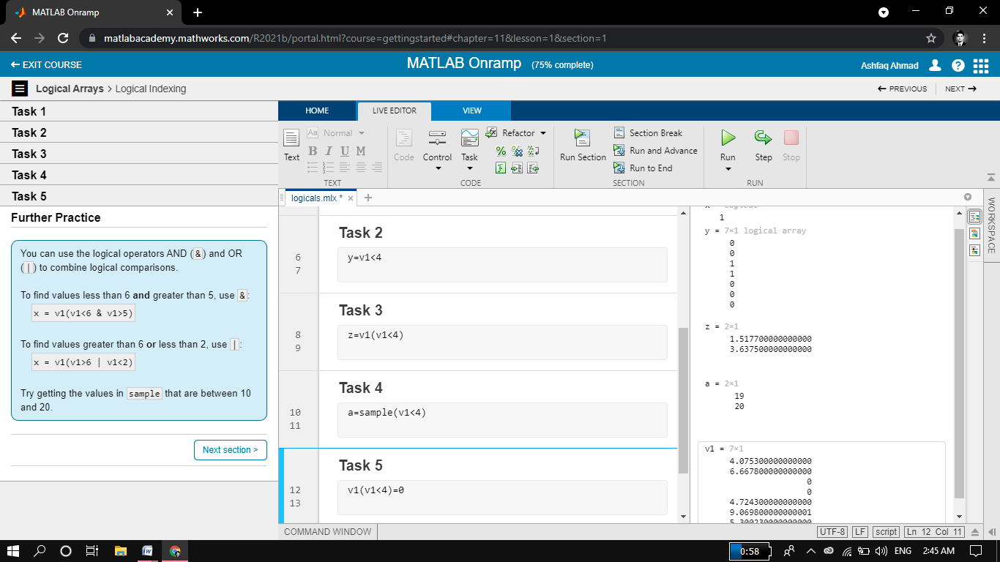 MATLAB Onramp
matlabacademy.mathworks.com/R2021b/portal.html?course=gettingstarted#chapter=11&lesson=1&section=1
← EXIT COURSE
MATLAB Onramp (75% complete)
Ashfaq Ahmad
Logical Arrays > Logical Indexing
← PREVIOUS
NEXT →
Task 1
Task 2
Task 3
Task 4
Task 5
Further Practice
You can use the logical operators AND (&) and OR
(|) to combine logical comparisons.
To find values less than 6 and greater than 5, use &:
x = v1(v1<6 & v1>5)
To find values greater than 6 or less than 2, use |:
x = v1(v1>6 | v1<2)
Try getting the values in sample that are between 10
and 20.
Next section >
HOME
LIVE EDITOR
VIEW
Text
Aa Normal
B I U M
TEXT
Code
Control
Task
Refactor
CODE
Run Section
Section Break
Run and Advance
Run to End
SECTION
Run
Step
Stop
RUN
logicals.mlx *
Task 2
6 y=v1<4
7
Task 3
8 z=v1(v1<4)
9
Task 4
10 a=sample(v1<4)
11
Task 5
12 v1(v1<4)=0
13
1
y = 7×1 logical array
0
0
1
1
0
0
0
z = 2×1
1.517700000000000
3.637500000000000
a = 2×1
19
20
v1 = 7×1
4.075300000000000
6.667800000000000
0
0
4.724300000000000
9.069800000000001
WORKSPACE
COMMAND WINDOW
UTF-8
LF
script
Ln 12 Col 11
0:58
ENG
2:45 AM